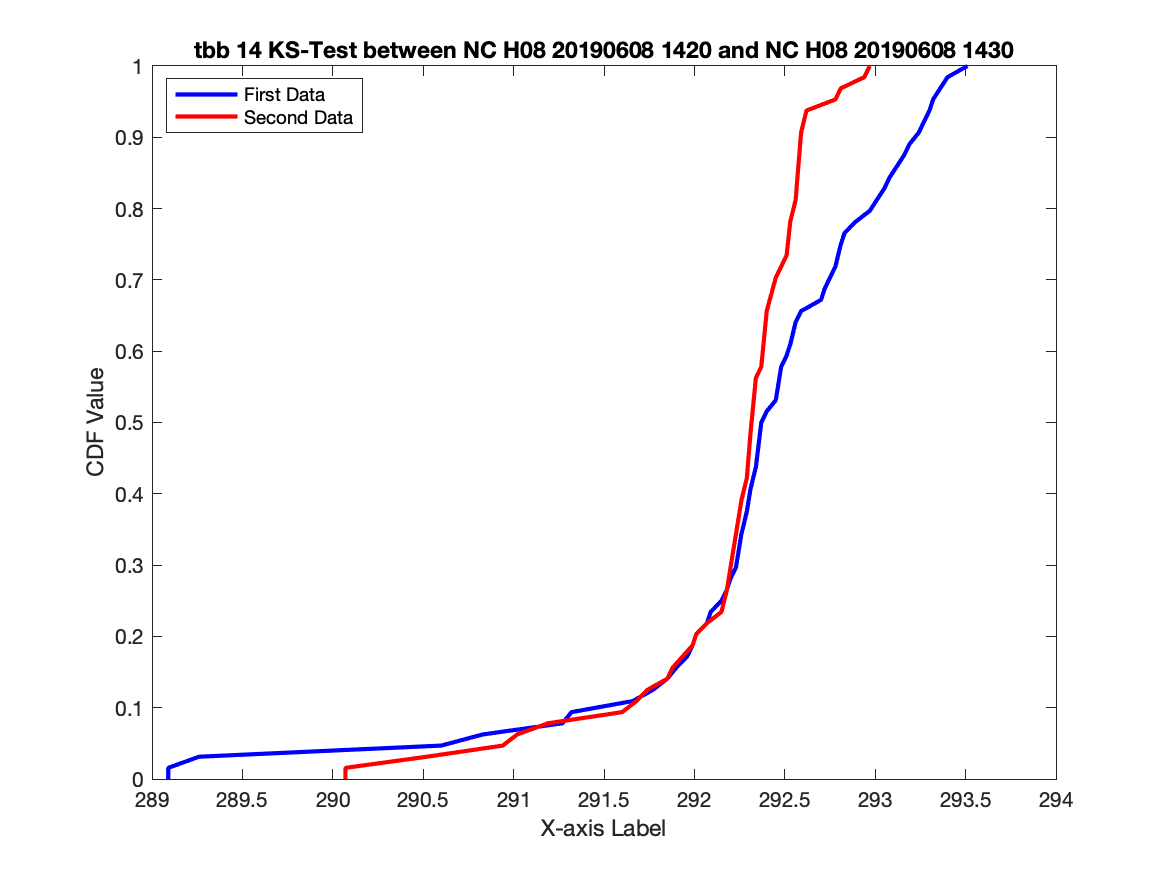 tbb 14 KS-Test between NC H08 20190608 1420 and NC H08 20190608 1430
First Data
Second Data
1
0.9
0.8
0.7
0.6
0.5
0.4
0.3
0.2
0.1
0
CDF Value
289 289.5 290 290.5 291 291.5 292 292.5 293 293.5 294
X-axis Label